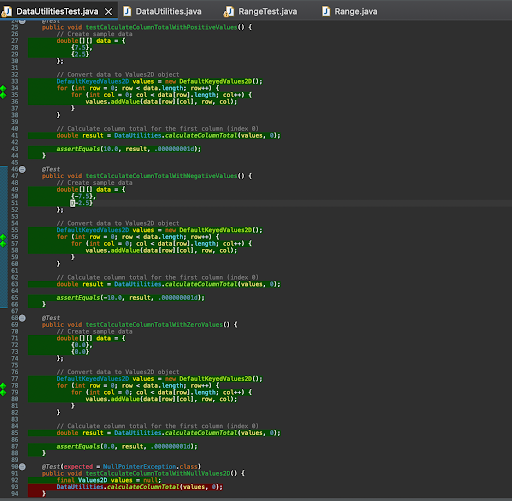 DataUtilitiesTest.java
DataUtilities.java
RangeTest.java
Range.java
24 @Test
25 public void testCalculateColumnTotalWithPositiveValues() {
26 // Create sample data
27 double[][] data = {
28 {7.5},
29 {2.5}
30 };
31
32 // Convert data to Values2D object
33 DefaultKeyedValues2D values = new DefaultKeyedValues2D();
34 for (int row = 0; row < data.length; row++) {
35 for (int col = 0; col < data[row].length; col++) {
36 values.addValue(data[row][col], row, col);
37 }
38 }
39
40 // Calculate column total for the first column (index 0)
41 double result = DataUtilities.calculateColumnTotal(values, 0);
42
43 assertEquals(10.0, result, .000000001d);
44 }
45
46 @Test
47 public void testCalculateColumnTotalWithNegativeValues() {
48 // Create sample data
49 double[][] data = {
50 {-7.5},
51 {-2.5}
52 };
53
54 // Convert data to Values2D object
55 DefaultKeyedValues2D values = new DefaultKeyedValues2D();
56 for (int row = 0; row < data.length; row++) {
57 for (int col = 0; col < data[row].length; col++) {
58 values.addValue(data[row][col], row, col);
59 }
60 }
61
62 // Calculate column total for the first column (index 0)
63 double result = DataUtilities.calculateColumnTotal(values, 0);
64
65 assertEquals(-10.0, result, .000000001d);
66 }
67
68 @Test
70 public void testCalculateColumnTotalWithZeroValues() {
71 // Create sample data
71 double[][] data = {
72 {0.0},
73 {0.0}
74 };
75
76 // Convert data to Values2D object
77 DefaultKeyedValues2D values = new DefaultKeyedValues2D();
78 for (int row = 0; row < data.length; row++) {
79 for (int col = 0; col < data[row].length; col++) {
80 values.addValue(data[row][col], row, col);
81 }
82 }
83
84 // Calculate column total for the first column (index 0)
85 double result = DataUtilities.calculateColumnTotal(values, 0);
86
87 assertEquals(0.0, result, .000000001d);
88 }
89
90 @Test(expected = NullPointerException.class)
91 public void testCalculateColumnTotalWithNullValues2D() {
92 final Values2D values = null;
93 DataUtilities.calculateColumnTotal(values, 0);
94 }